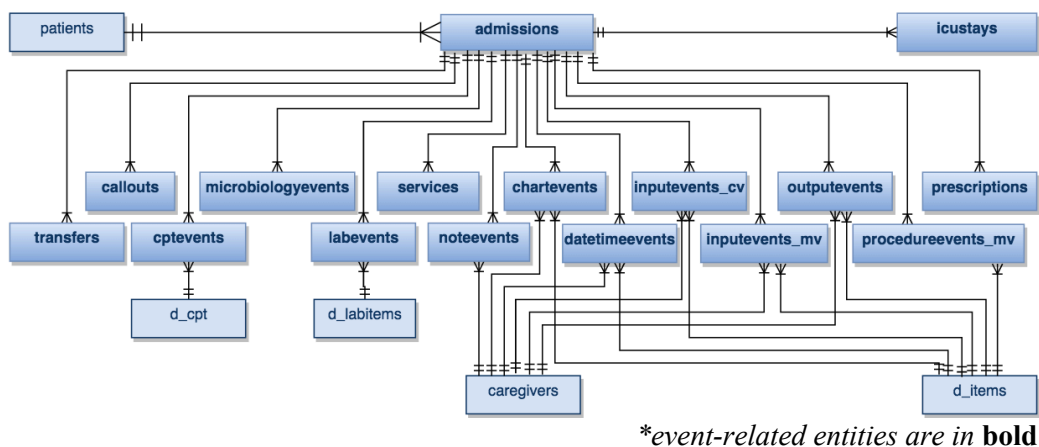 patients
admissions
icustays
callouts
microbiologyevents
services
chartevents
inputevents_cv
outputevents
prescriptions
transfers
cptevents
labevents
noteevents
datetimeevents
inputevents_mv
procedureevents_mv
d_cpt
d_labitems
caregivers
d_items
*event-related entities are in bold